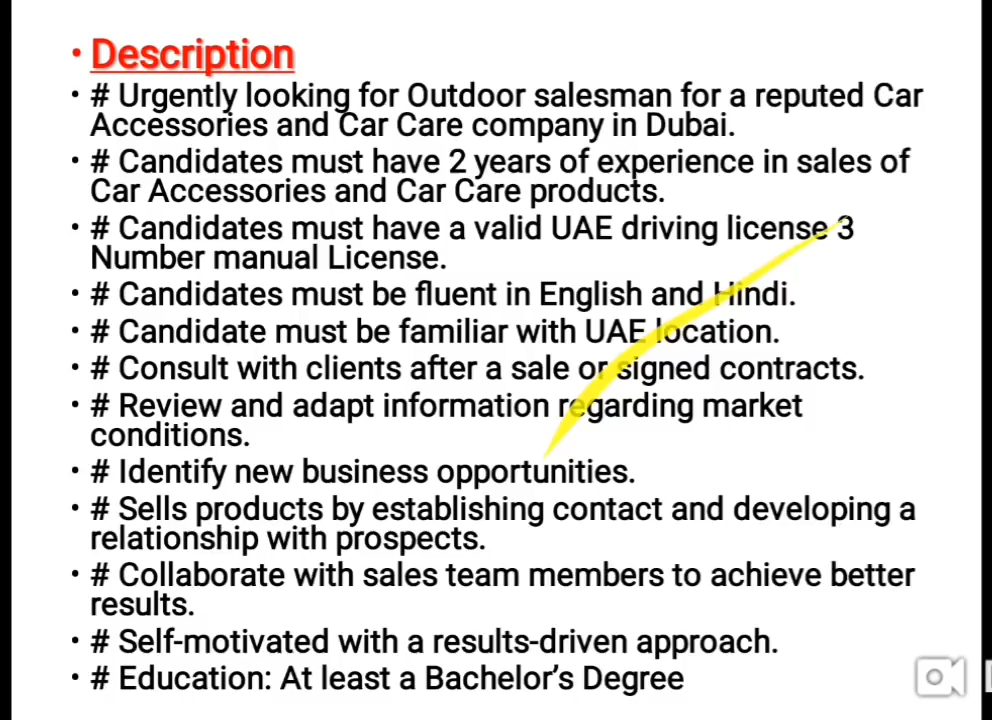 • Description
• # Urgently looking for Outdoor salesman for a reputed Car
Accessories and Car Care company in Dubai.
• # Candidates must have 2 years of experience in sales of
Car Accessories and Car Care products.
• # Candidates must have a valid UAE driving license 3
Number manual License.
• # Candidates must be fluent in English and Hindi.
• # Candidate must be familiar with UAE location.
• # Consult with clients after a sale or signed contracts.
• # Review and adapt information regarding market
conditions.
• # Identify new business opportunities.
• # Sells products by establishing contact and developing a
relationship with prospects.
• # Collaborate with sales team members to achieve better
results.
• # Self-motivated with a results-driven approach.
• # Education: At least a Bachelor’s Degree